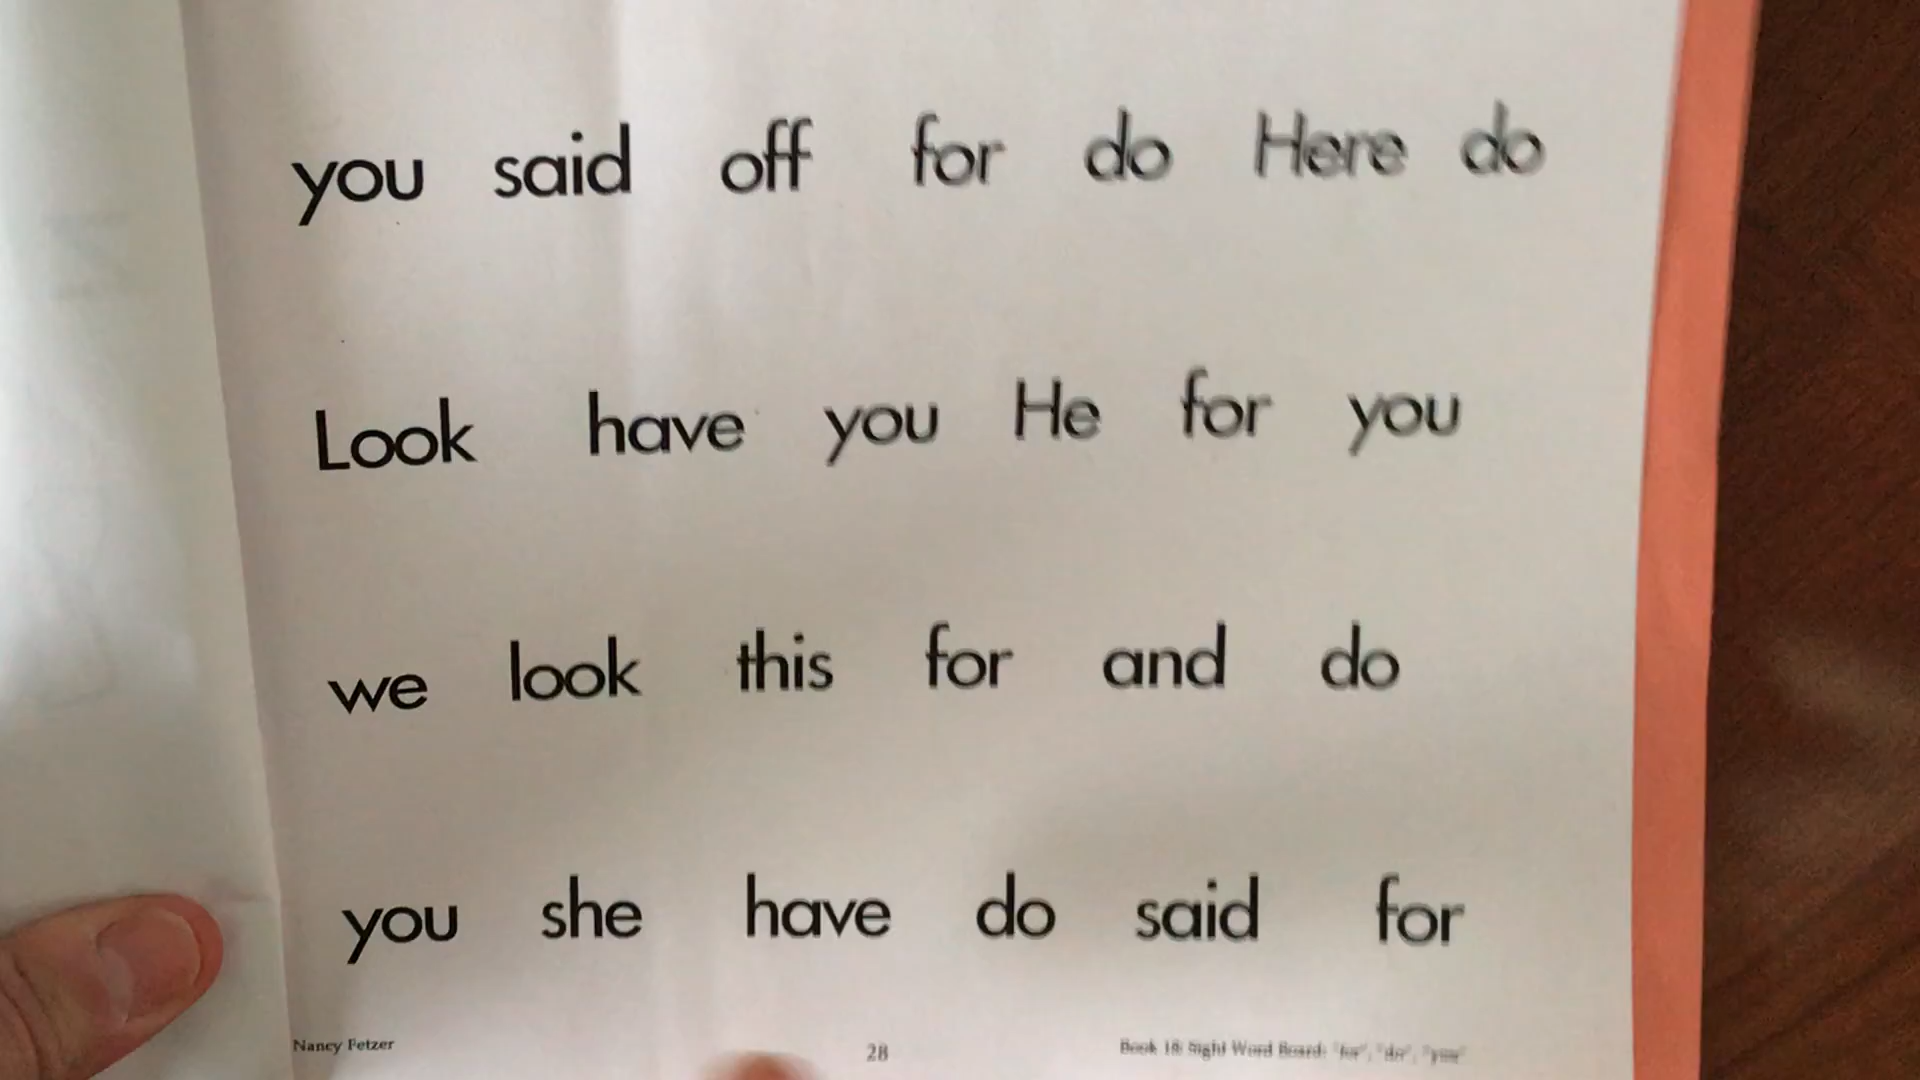 you said off for do Here do
Look have you He for you
we look this for and do
you she have do said for
Nancy Fetzer 28 Book 18: Sight Word Board: "for", "do", "you"